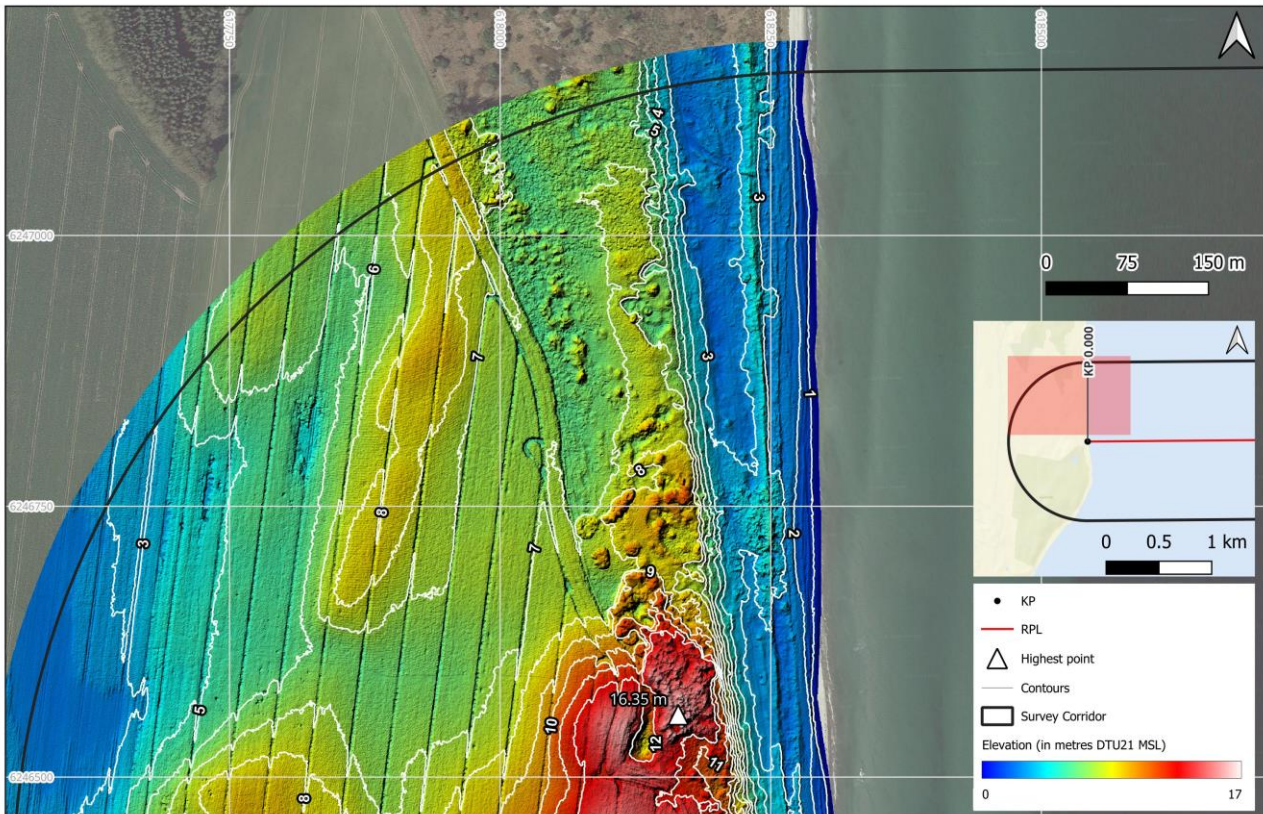 617750
618000
618250
618500
4
5
3
6247000
6
0 75 150 m
7
3
1
KP 0.000
8
6246750
8
7
2
3
9
0 0.5 1 km
KP
RPL
16.35 m
Highest point
5
10
12
Contours
Survey Corridor
11
Elevation (in metres DTU21 MSL)
6246500
8
0 17